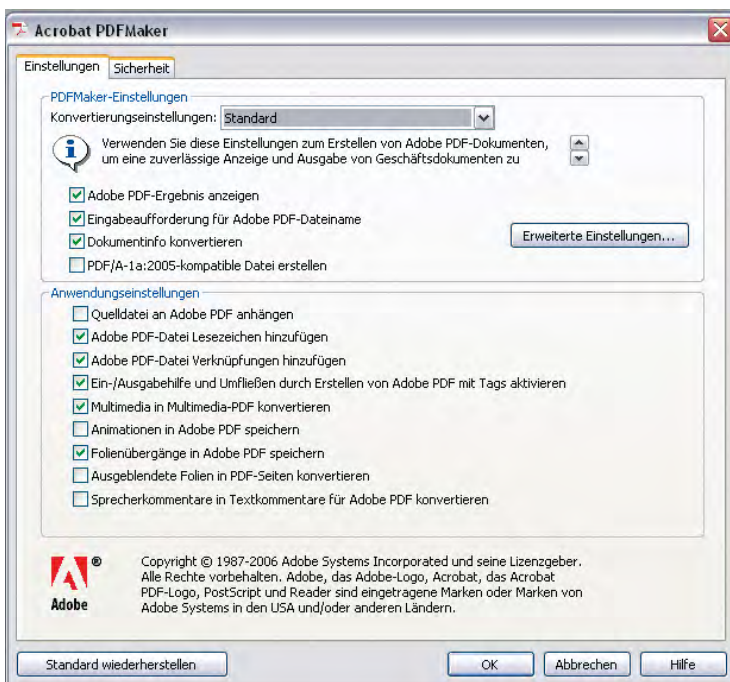 Acrobat PDFMaker
Einstellungen Sicherheit
PDFMaker-Einstellungen
Konvertierungseinstellungen: Standard
Verwenden Sie diese Einstellungen zum Erstellen von Adobe PDF-Dokumenten,
um eine zuverlässige Anzeige und Ausgabe von Geschäftsdokumenten zu
Adobe PDF-Ergebnis anzeigen
Eingabeaufforderung für Adobe PDF-Dateiname
Dokumentinfo konvertieren
Erweiterte Einstellungen...
PDF/A-1a:2005-kompatible Datei erstellen
Anwendungseinstellungen
Quelldatei an Adobe PDF anhängen
Adobe PDF-Datei Lesezeichen hinzufügen
Adobe PDF-Datei Verknüpfungen hinzufügen
Ein-/Ausgabehilfe und Umfließen durch Erstellen von Adobe PDF mit Tags aktivieren
Multimedia in Multimedia-PDF konvertieren
Animationen in Adobe PDF speichern
Folienübergänge in Adobe PDF speichern
Ausgeblendete Folien in PDF-Seiten konvertieren
Sprecherkommentare in Textkommentare für Adobe PDF konvertieren
Copyright © 1987-2006 Adobe Systems Incorporated und seine Lizenzgeber.
Alle Rechte vorbehalten. Adobe, das Adobe-Logo, Acrobat, das Acrobat
PDF-Logo, PostScript und Reader sind eingetragene Marken oder Marken von
Adobe Systems in den USA und/oder anderen Ländern.
®
Adobe
Standard wiederherstellen OK Abbrechen Hilfe